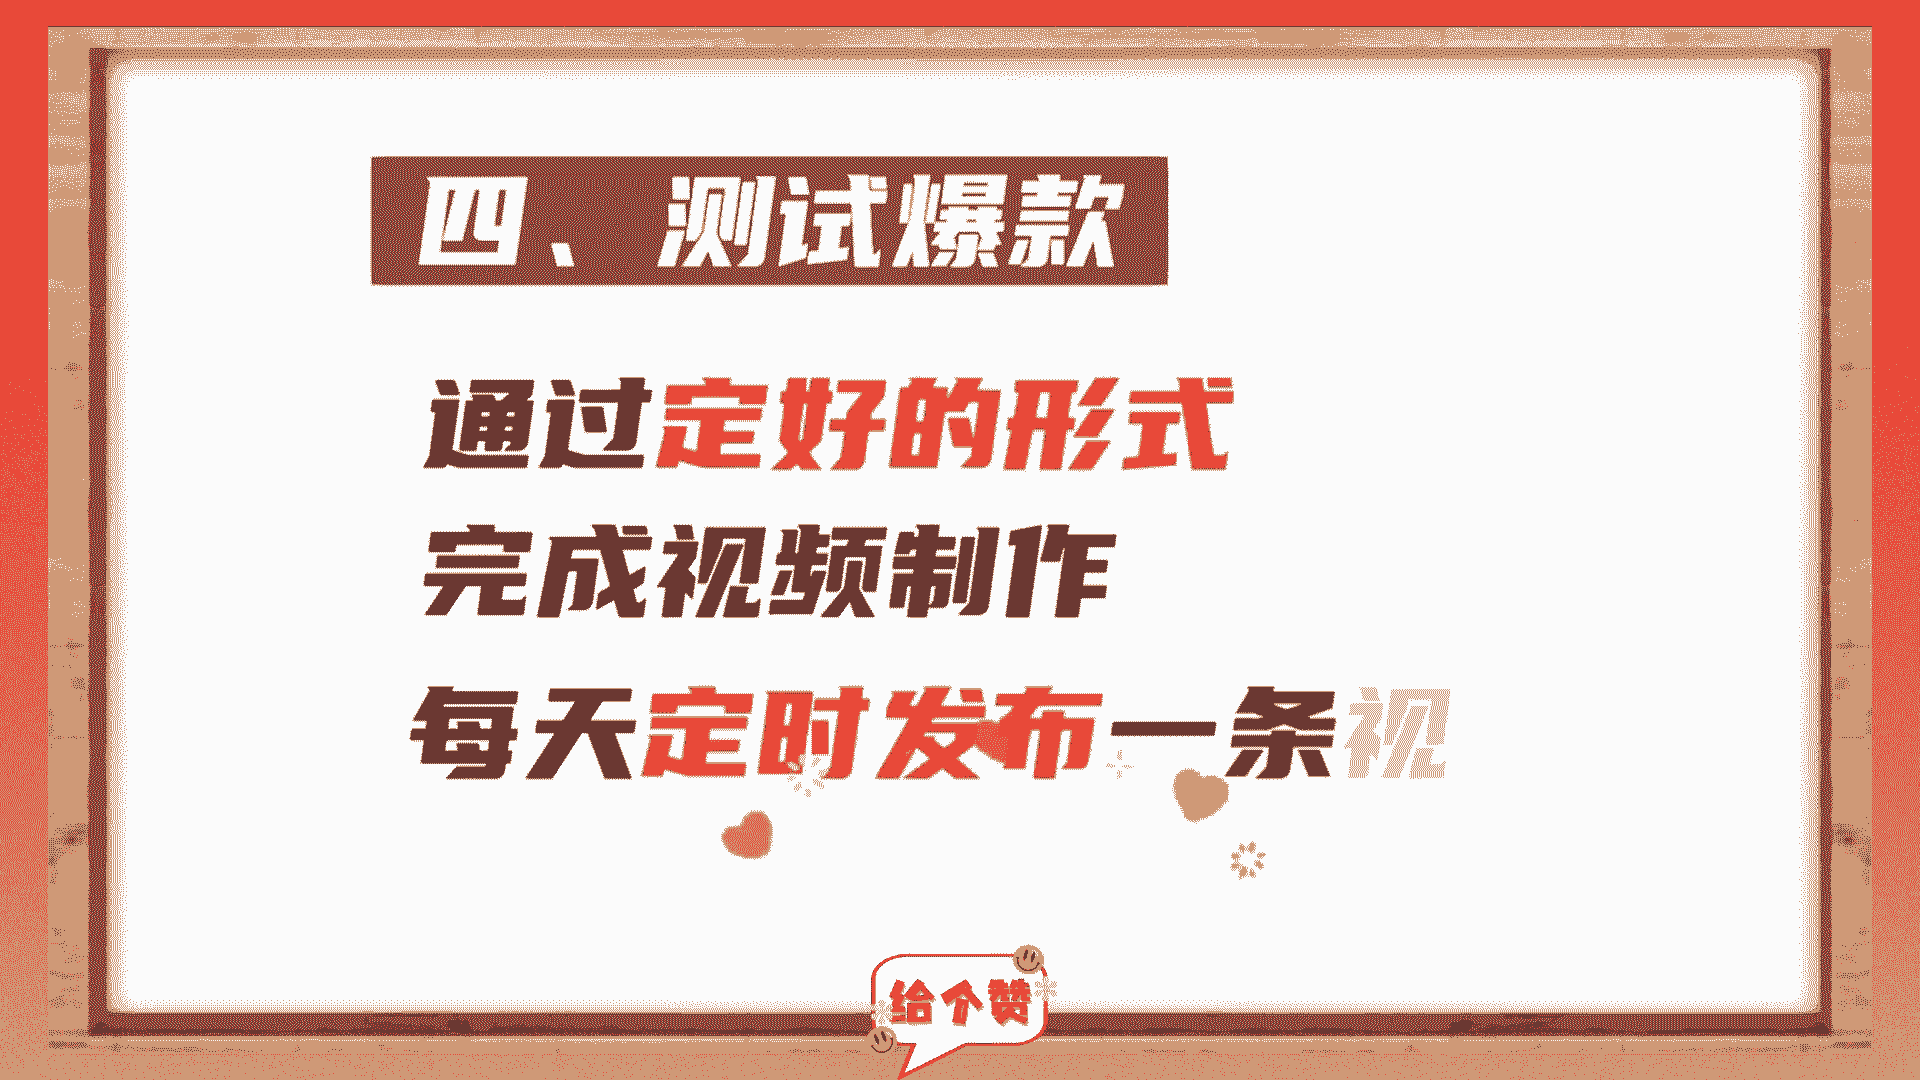 四、测试爆款
通过定好的形式
完成视频制作
每天定时发布一条视
给个赞